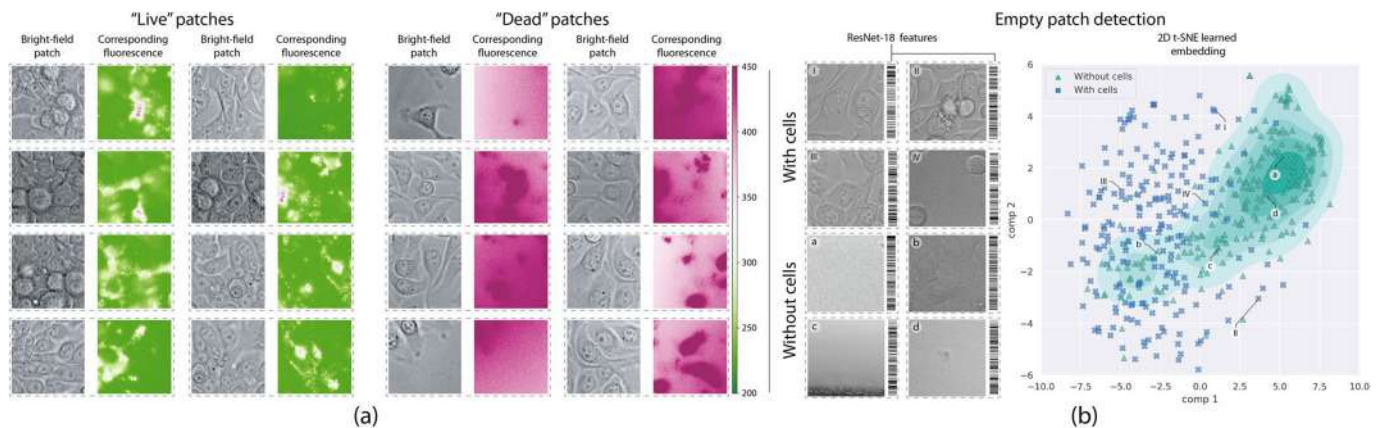 "Live" patches
"Dead" patches
Empty patch detection
Bright-field patch
Corresponding fluorescence
Bright-field patch
Corresponding fluorescence
Bright-field patch
Corresponding fluorescence
Bright-field patch
Corresponding fluorescence
450
400
350
300
250
200
With cells
Without cells
ResNet-18 features
I
II
III
IV
a
b
c
d
2D t-SNE learned
embedding
Without cells
With cells
6
4
2
0
−2
−4
−6
comp 2
I
III
IV
a
d
b
c
II
−10.0
−7.5
−5.0
−2.5
0.0
2.5
5.0
7.5
10.0
comp 1
(a)
(b)